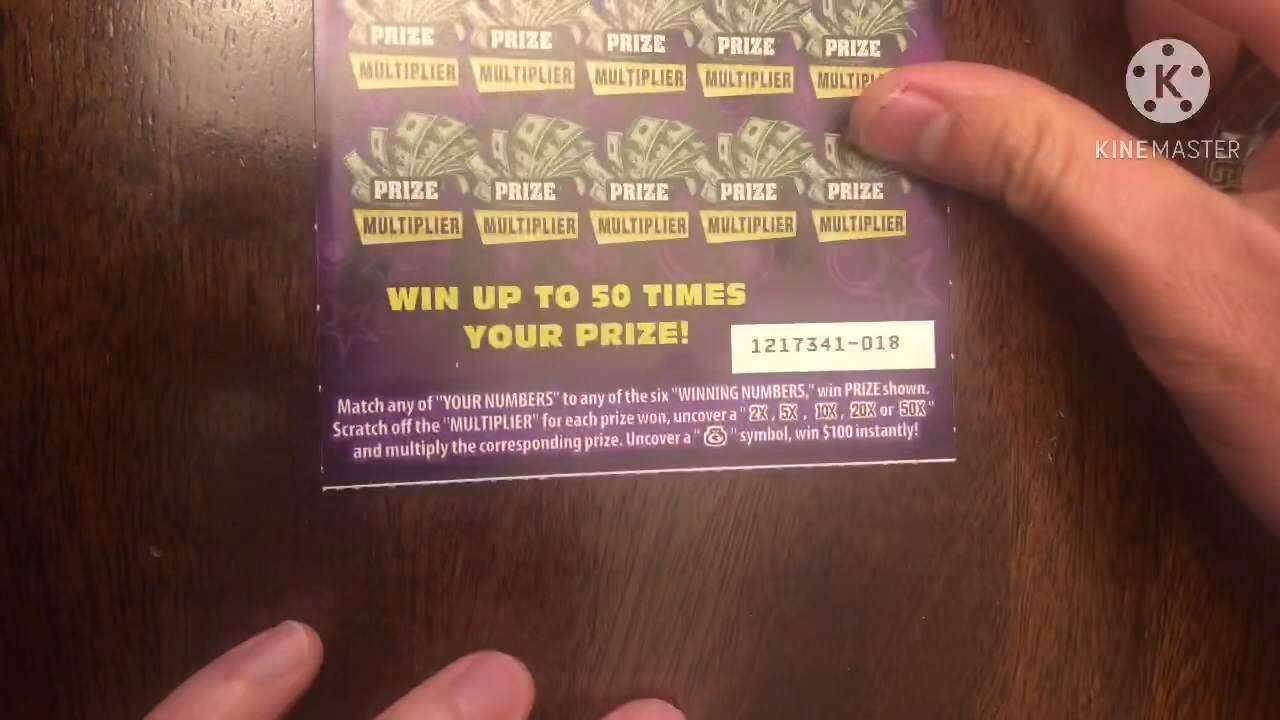 PRIZE PRIZE PRIZE PRIZE PRIZE
MULTIPLIER MULTIPLIER MULTIPLIER MULTIPLIER MULTIPL
K
KINEMASTER
PRIZE PRIZE PRIZE PRIZE PRIZE
MULTIPLIER MULTIPLIER MULTIPLIER MULTIPLIER MULTIPLIER
WIN UP TO 50 TIMES
YOUR PRIZE!
1217341-018
Match any of "YOUR NUMBERS" to any of the six "WINNING NUMBERS," win PRIZE shown.
Scratch off the "MULTIPLIER" for each prize won, uncover a "2X, 5X, 10X, 20X or 50X"
and multiply the corresponding prize. Uncover a " " symbol, win $100 instantly!